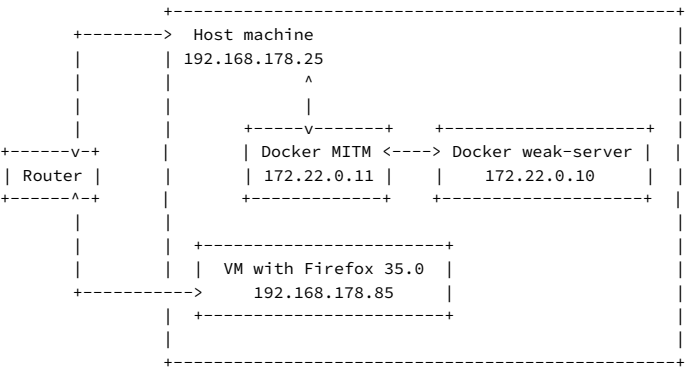 Host machine
192.168.178.25
Docker MITM <----> Docker weak-server
Router 172.22.0.11 172.22.0.10
VM with Firefox 35.0
192.168.178.85